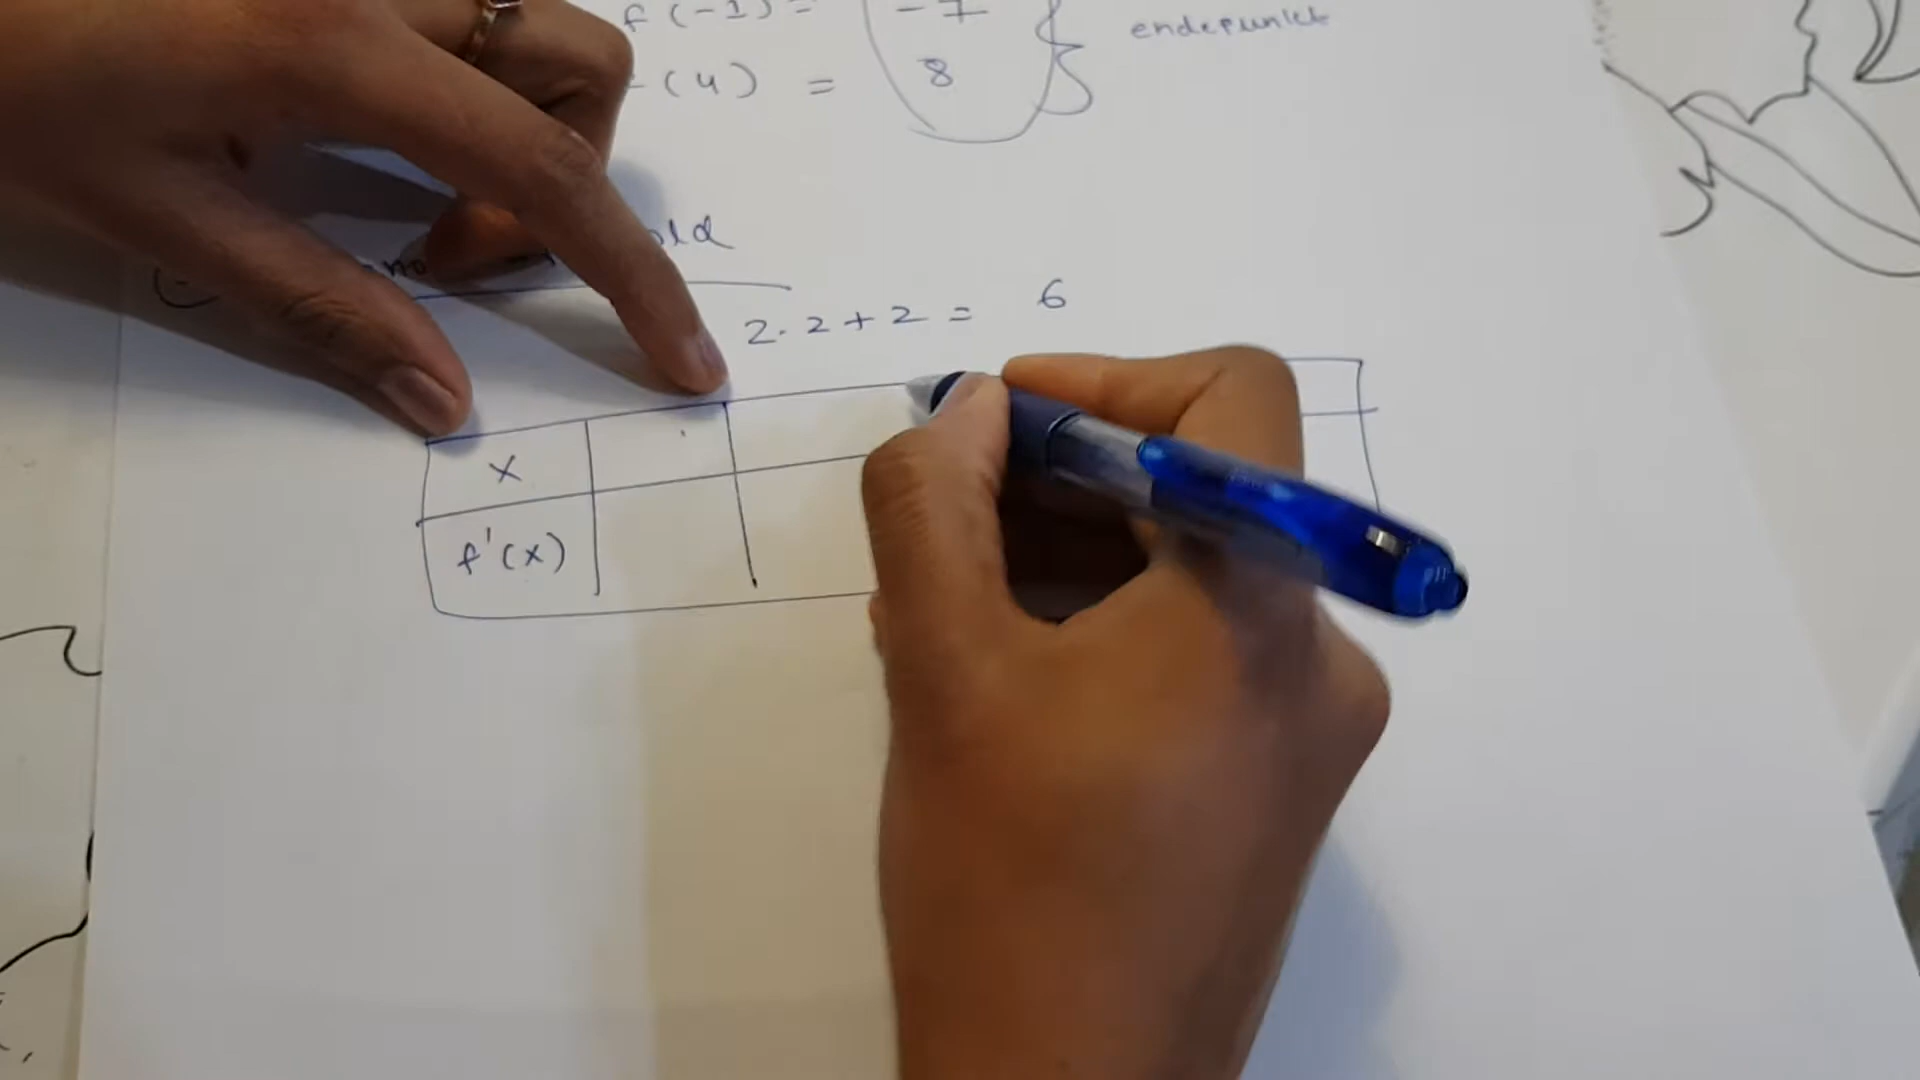 f(-1) = -7
(4) = 8
endepunkt
2·2+2 = 6
x
f'(x)